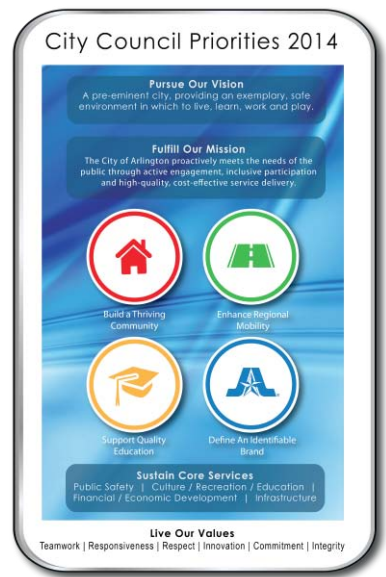 City Council Priorities 2014
Pursue Our Vision
A pre-eminent city, providing an exemplary, safe
environment in which to live, learn, work and play.
Fulfill Our Mission
The City of Arlington proactively meets the needs of the
public through active engagement, inclusive participation
and high-quality, cost-effective service delivery.
Build a Thriving
Community
Enhance Regional
Mobility
Support Quality
Education
Define An Identifiable
Brand
Sustain Core Services
Public Safety | Culture / Recreation / Education |
Financial / Economic Development | Infrastructure
Live Our Values
Teamwork | Responsiveness | Respect | Innovation | Commitment | Integrity